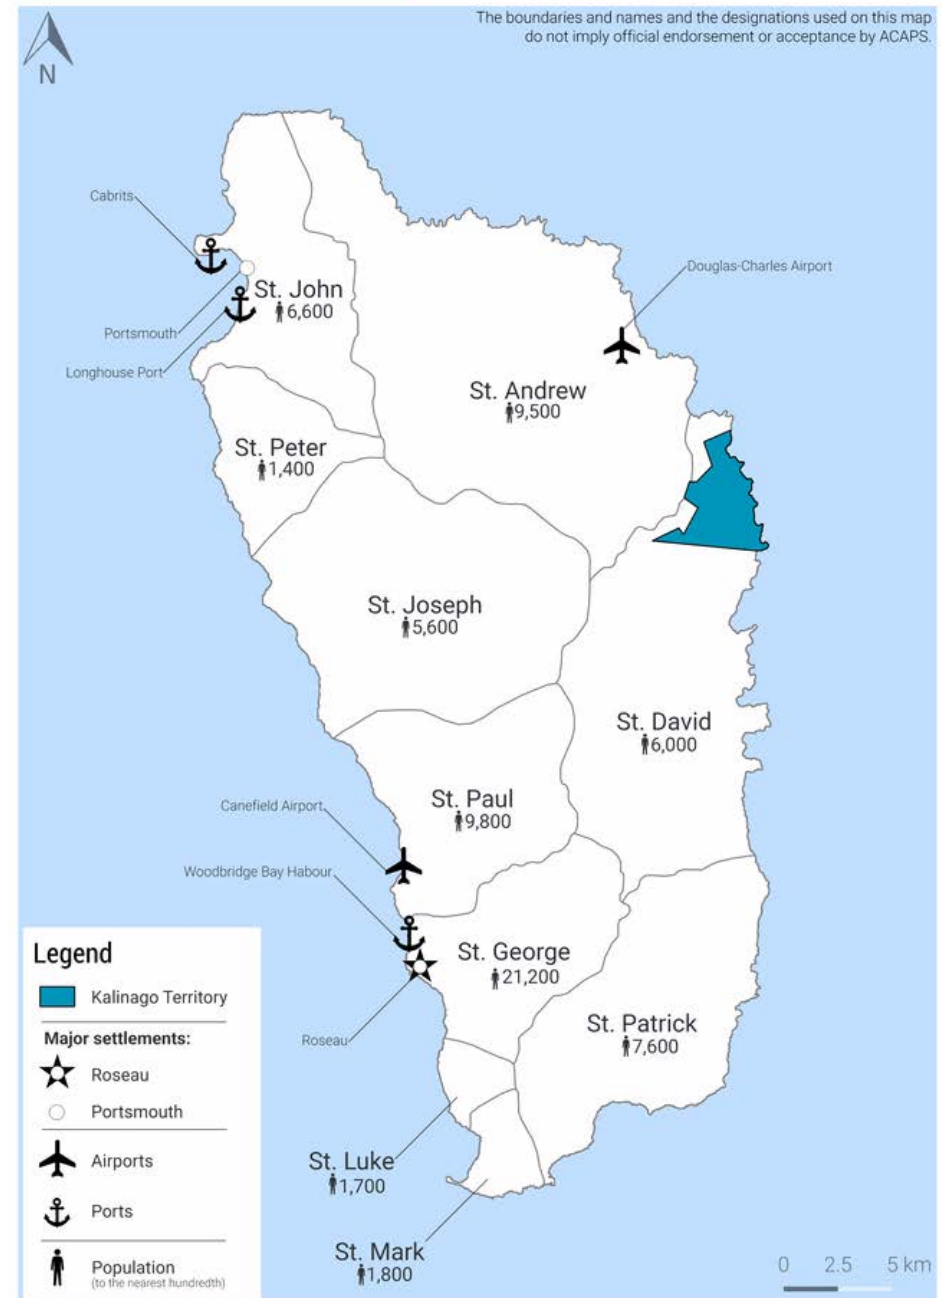 The boundaries and names and the designations used on this map
do not imply official endorsement or acceptance by ACAPS.
N
Cabrits
Douglas-Charles Airport
St. John
6,600
Portsmouth
Longhouse Port
St. Andrew
9,500
St. Peter
1,400
St. Joseph
5,600
St. David
6,000
St. Paul
9,800
Canefield Airport
Woodbridge Bay Habour
St. George
21,200
St. Patrick
7,600
Roseau
St. Luke
1,700
St. Mark
1,800
Legend
Kalinago Territory
Major settlements:
Roseau
Portsmouth
Airports
Ports
Population
(to the nearest hundredth)
0 2.5 5 km